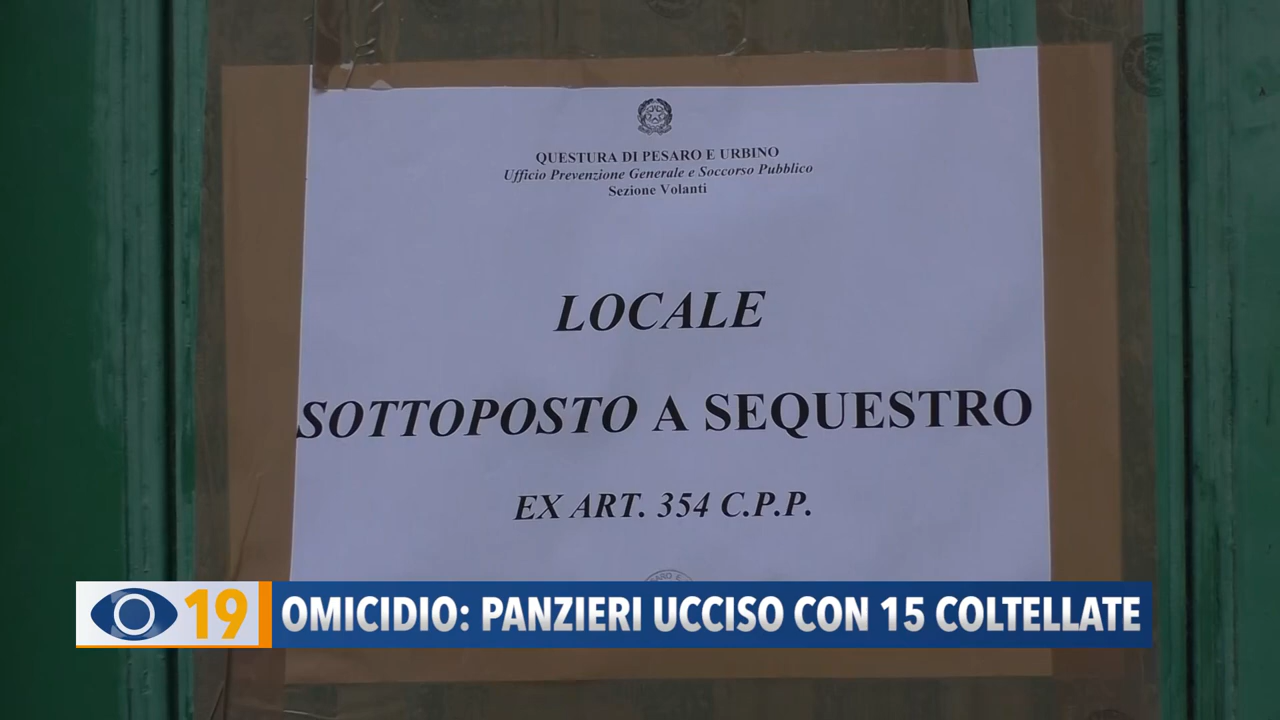 QUESTURA DI PESARO E URBINO
Ufficio Prevenzione Generale e Soccorso Pubblico
Sezione Volanti
LOCALE
SOTTOPOSTO A SEQUESTRO
EX ART. 354 C.P.P.
19
OMICIDIO: PANZIERI UCCISO CON 15 COLTELLATE